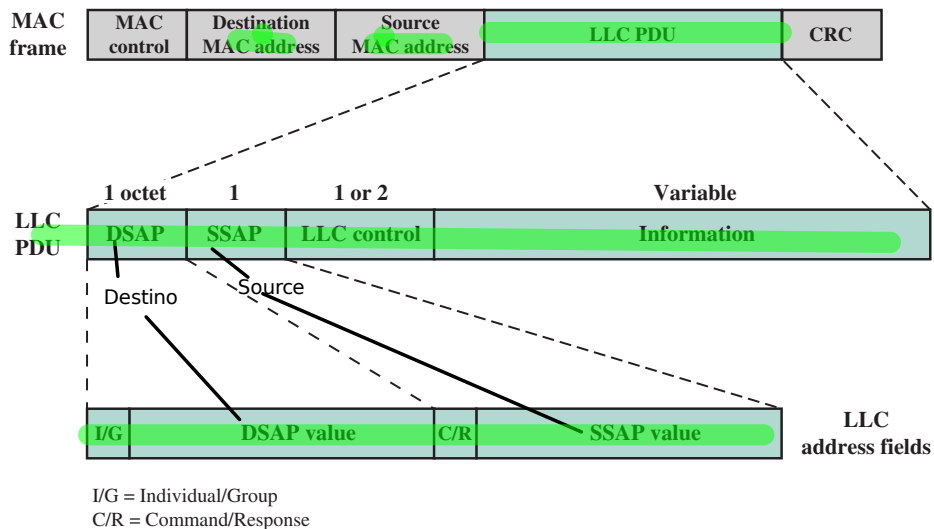 MAC
frame
MAC
control
Destination
MAC address
Source
MAC address
LLC PDU
CRC
1 octet
1
1 or 2
Variable
LLC
PDU
DSAP
SSAP
LLC control
Information
Destino
Source
I/G
DSAP value
C/R
SSAP value
LLC
address fields
I/G = Individual/Group
C/R = Command/Response